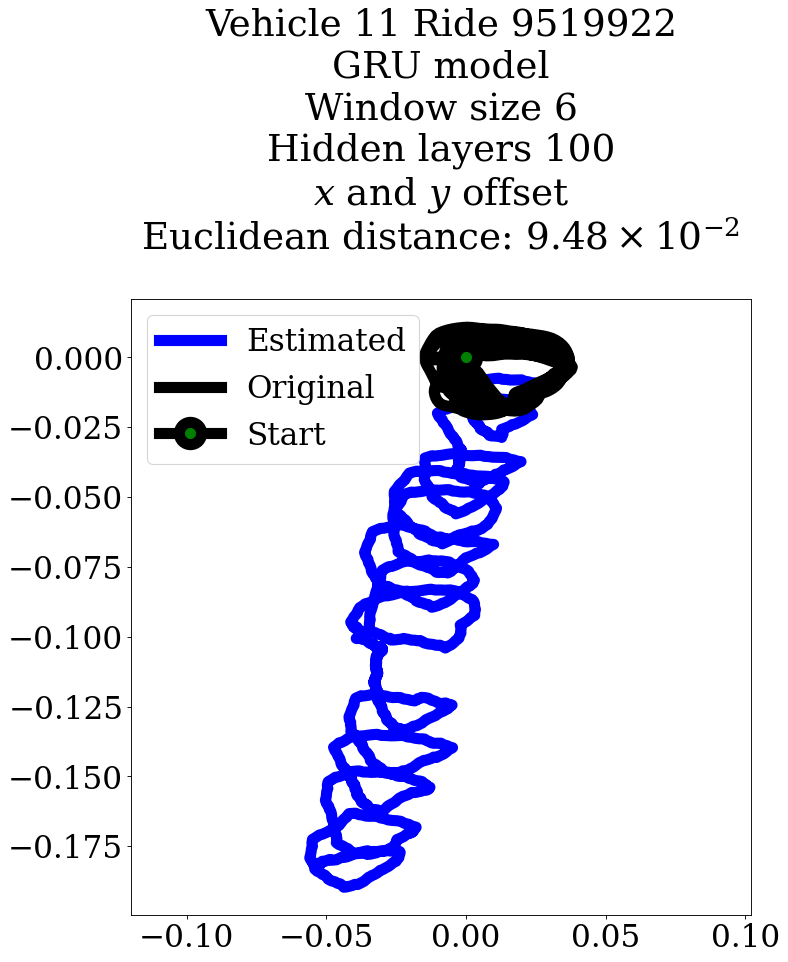 Vehicle 11 Ride 9519922
GRU model
Window size 6
Hidden layers 100
x and y offset
Euclidean distance: 9.48 × 10⁻²
Estimated
Original
Start
0.000
−0.025
−0.050
−0.075
−0.100
−0.125
−0.150
−0.175
−0.10 −0.05 0.00 0.05 0.10